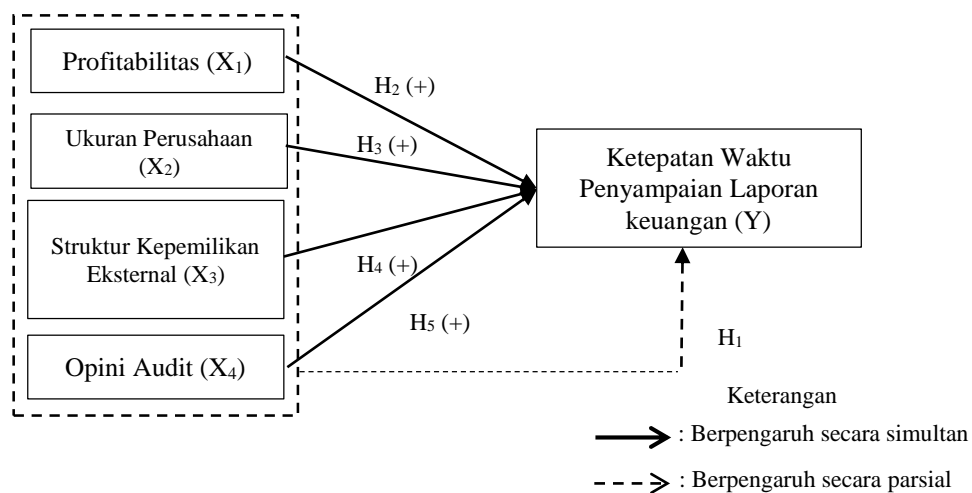 Profitabilitas (X₁)
H₂ (+)
Ukuran Perusahaan
(X₂)
H₃ (+)
Ketepatan Waktu
Penyampaian Laporan
keuangan (Y)
Struktur Kepemilikan
Eksternal (X₃)
H₄ (+)
H₅ (+)
Opini Audit (X₄)
H₁
Keterangan
: Berpengaruh secara simultan
: Berpengaruh secara parsial